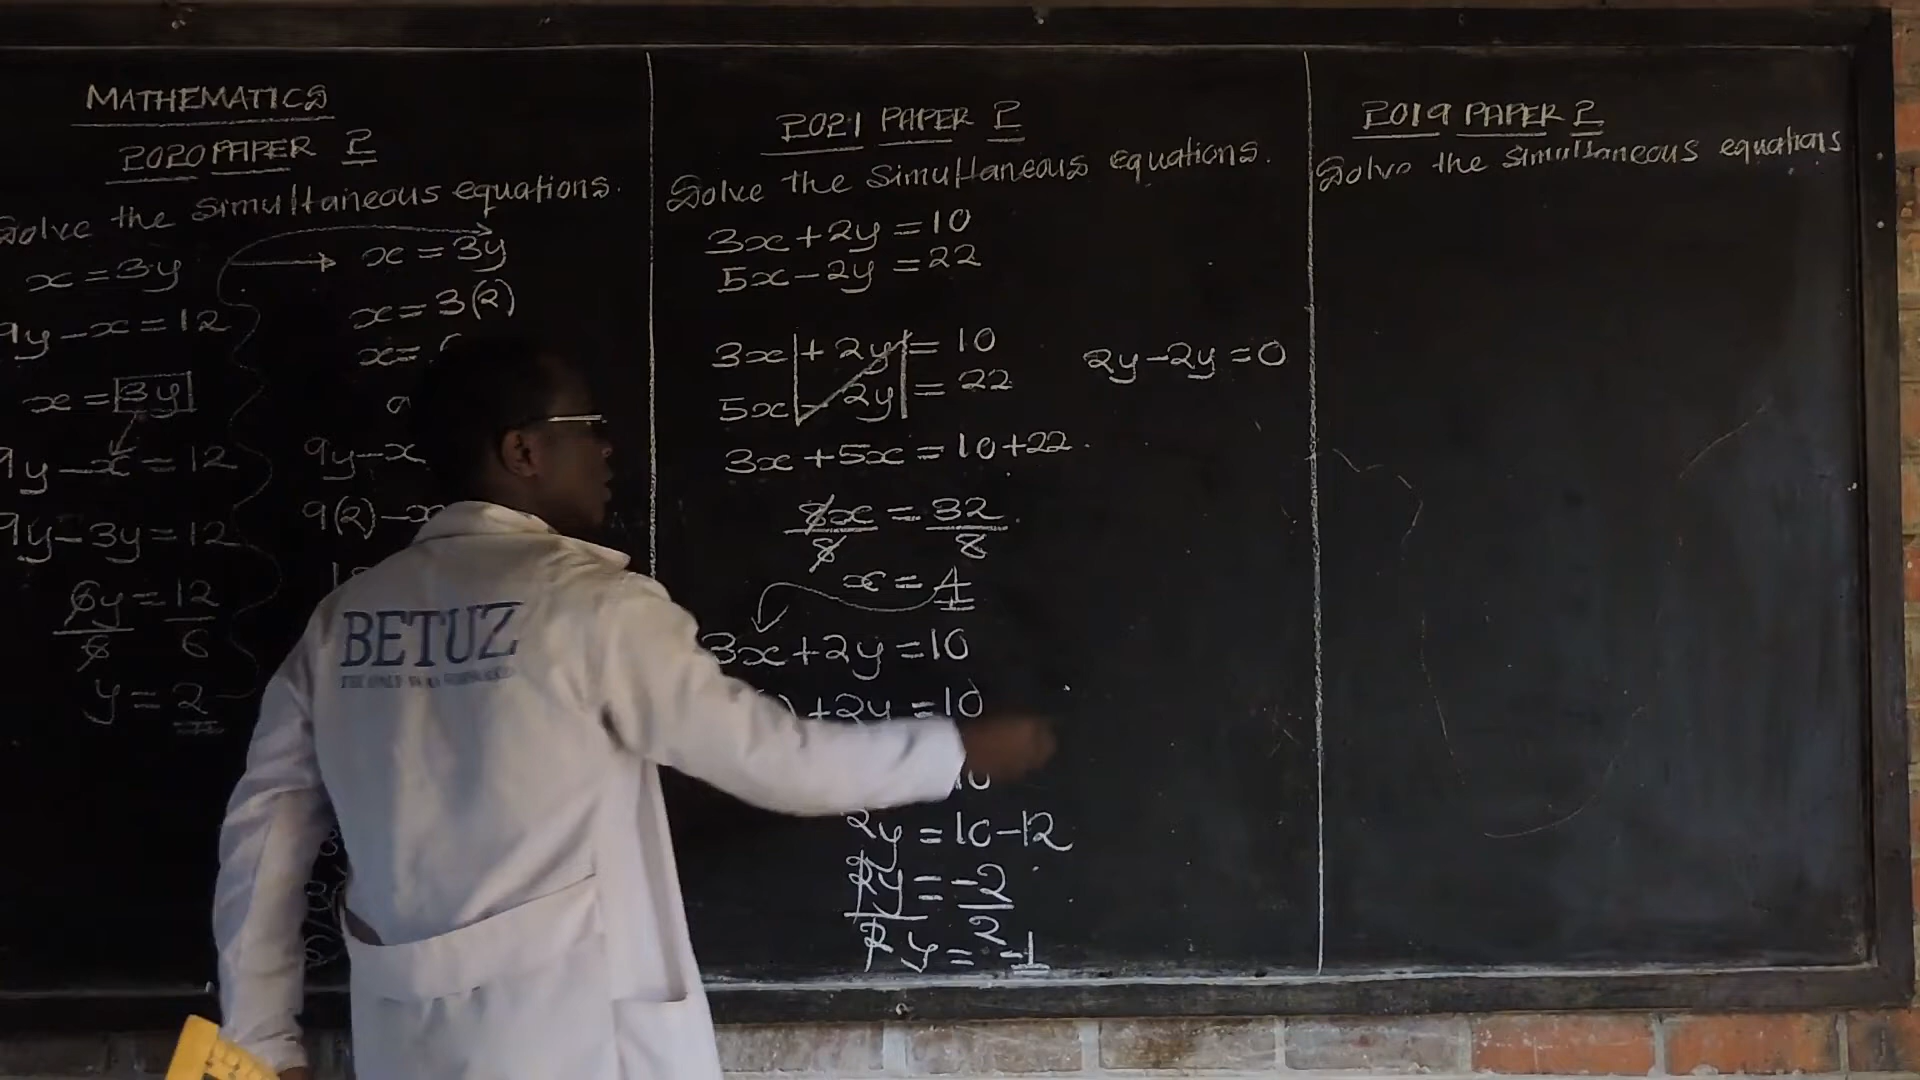 MATHEMATICS
2020 PAPER 2
Solve the simultaneous equations.
x = 3y
9y - x = 12
x = 3y
9y - x = 12
9y - 3y = 12
6y = 12
6 6
y = 2
x = 3y
x = 3(2)
x =
9y - x
9(2) - x
2021 PAPER 2
Solve the simultaneous equations.
3x + 2y = 10
5x - 2y = 22
3x + 2y = 10
5x - 2y = 22
3x + 5x = 10 + 22
8x = 32
8 8
x = 4
3x + 2y = 10
+ 2y = 10
2y = 10 - 12
2y = -2
2 2
y = -1
2y - 2y = 0
2019 PAPER 2
Solve the simultaneous equations
BETUZ